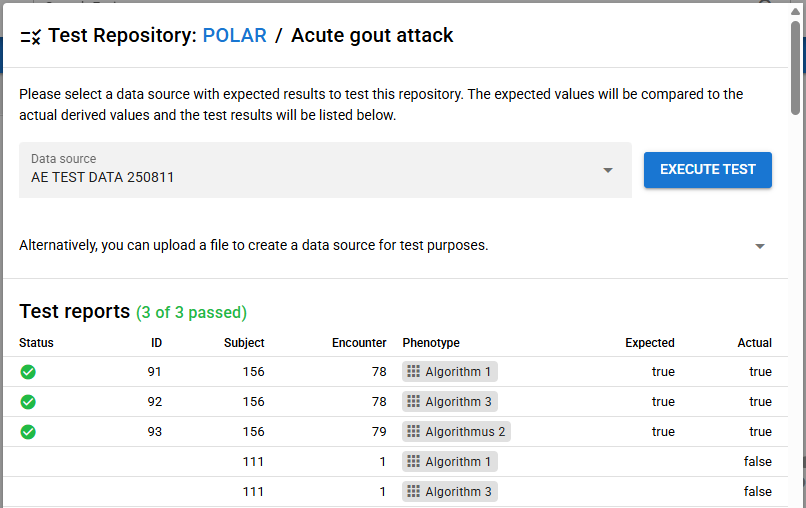 Test Repository: POLAR / Acute gout attack
Please select a data source with expected results to test this repository. The expected values will be compared to the
actual derived values and the test results will be listed below.
Data source
AE TEST DATA 250811
EXECUTE TEST
Alternatively, you can upload a file to create a data source for test purposes.
Test reports (3 of 3 passed)
Status ID Subject Encounter Phenotype Expected Actual
91 156 78 Algorithm 1 true true
92 156 78 Algorithm 3 true true
93 156 79 Algorithmus 2 true true
111 1 Algorithm 1 false
111 1 Algorithm 3 false